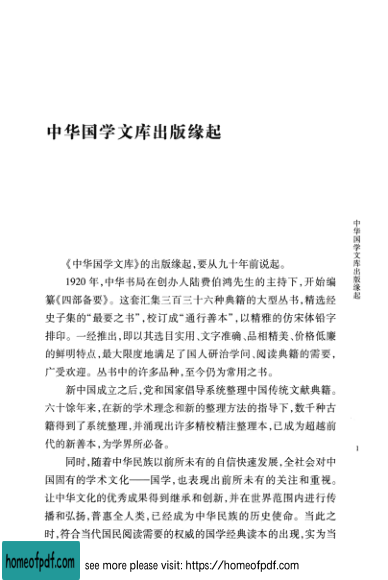 中华国学文库出版缘起
《中华国学文库》的出版缘起,要从九十年前说起。
1920年,中华书局在创办人陆费伯鸿先生的主持下,开始编
纂《四部备要》。这套汇集三百三十六种典籍的大型丛书,精选经
史子集的“最要之书”,校订成“通行善本”,以精雅的仿宋体铅字
排印。一经推出,即以其选目实用、文字准确、品相精美、价格低廉
的鲜明特点,最大限度地满足了国人研治学问、阅读典籍的需要,
广受欢迎。丛书中的许多品种,至今仍为常用之书。
新中国成立之后,党和国家倡导系统整理中国传统文献典籍。
六十馀年来,在新的学术理念和新的整理方法的指导下,数千种古
籍得到了系统整理,并涌现出许多精校精注整理本,已成为超越前
代的新善本,为学界所必备。
同时,随着中华民族以前所未有的自信快速发展,全社会对中
国固有的学术文化——国学,也表现出前所未有的关注和重视。
让中华文化的优秀成果得到继承和创新,并在世界范围内进行传
播和弘扬,普惠全人类,已经成为中华民族的历史使命。当此之
时,符合当代国民阅读需要的权威的国学经典读本的出现,实为当
中华国学文库出版缘起
1
homeofpdf.com
see more please visit: https://homeofpdf.com